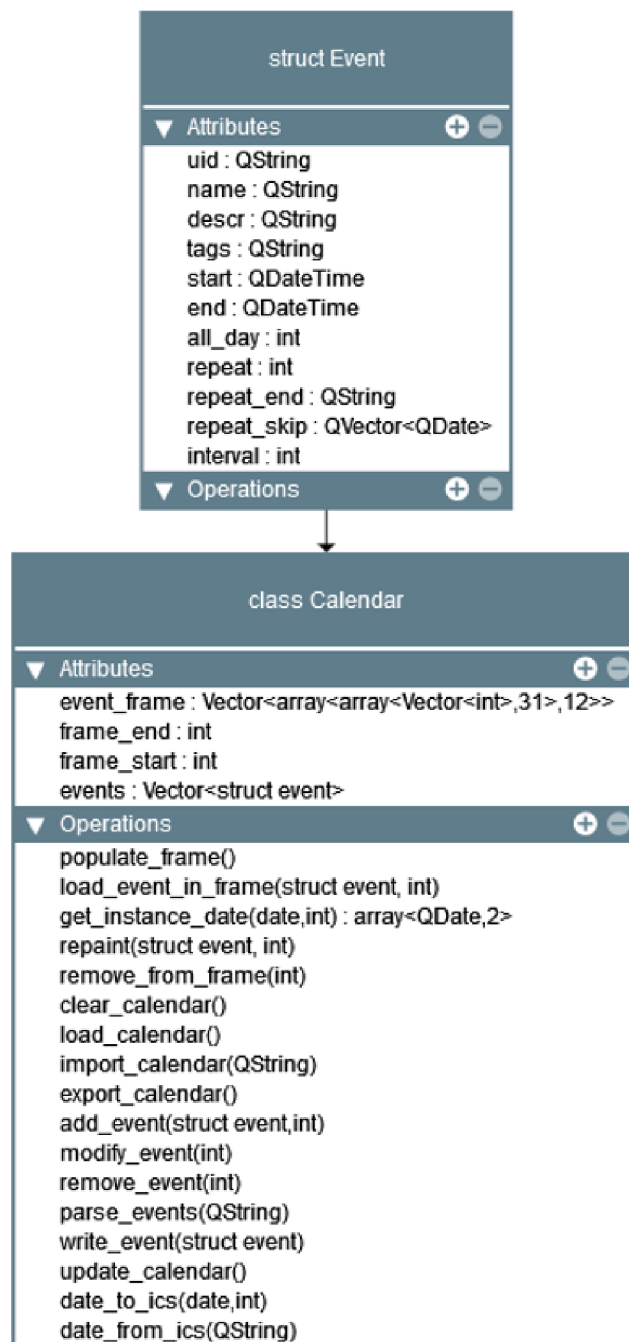 struct Event
Attributes
uid : QString
name : QString
descr : QString
tags : QString
start : QDateTime
end : QDateTime
all_day : int
repeat : int
repeat_end : QString
repeat_skip : QVector<QDate>
interval : int
Operations
class Calendar
Attributes
event_frame : Vector<array<array<Vector<int>,31>,12>>
frame_end : int
frame_start : int
events : Vector<struct event>
Operations
populate_frame()
load_event_in_frame(struct event, int)
get_instance_date(date,int) : array<QDate,2>
repaint(struct event, int)
remove_from_frame(int)
clear_calendar()
load_calendar()
import_calendar(QString)
export_calendar()
add_event(struct event,int)
modify_event(int)
remove_event(int)
parse_events(QString)
write_event(struct event)
update_calendar()
date_to_ics(date,int)
date_from_ics(QString)